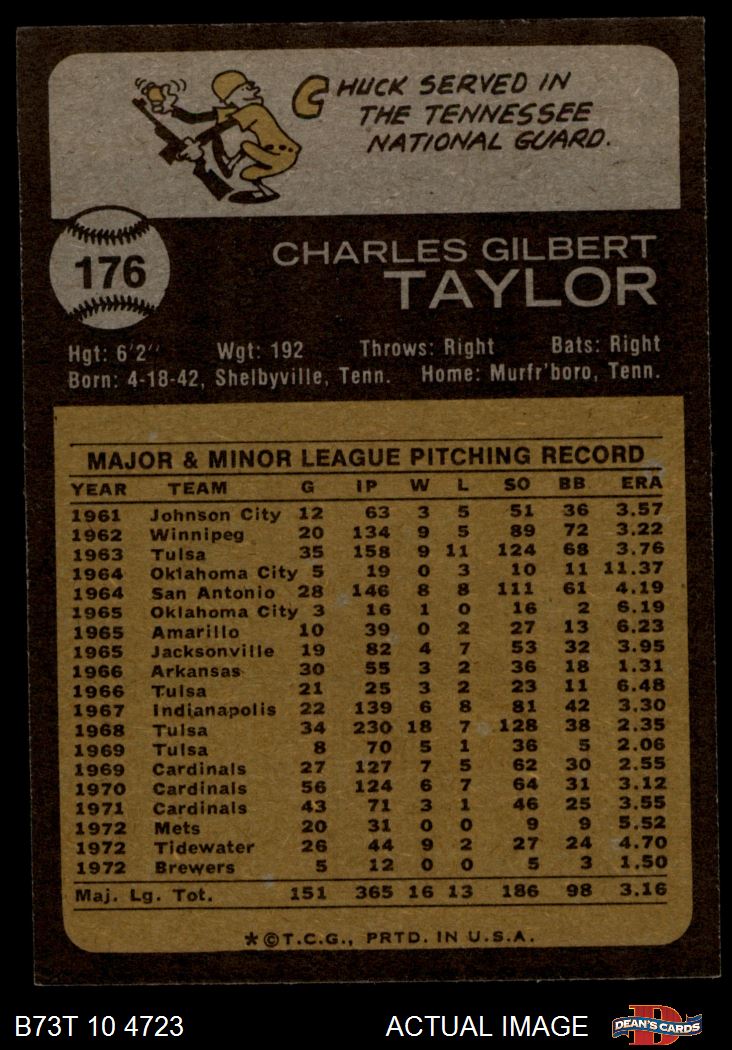 CHUCK SERVED IN
THE TENNESSEE
NATIONAL GUARD.
176
CHARLES GILBERT
TAYLOR
Hgt: 6'2" Wgt: 192 Throws: Right Bats: Right
Born: 4-18-42, Shelbyville, Tenn. Home: Murfr'boro, Tenn.
MAJOR & MINOR LEAGUE PITCHING RECORD
YEAR TEAM G IP W L SO BB ERA
1961 Johnson City 12 63 3 5 51 36 3.57
1962 Winnipeg 20 134 9 5 89 72 3.22
1963 Tulsa 35 158 9 11 124 68 3.76
1964 Oklahoma City 5 19 0 3 10 11 11.37
1964 San Antonio 28 146 8 8 111 61 4.19
1965 Oklahoma City 3 16 1 0 16 2 6.19
1965 Amarillo 10 39 0 2 27 13 6.23
1965 Jacksonville 19 82 4 7 53 32 3.95
1966 Arkansas 30 55 3 2 36 18 1.31
1966 Tulsa 21 25 3 2 23 11 6.48
1967 Indianapolis 22 139 6 8 81 42 3.30
1968 Tulsa 34 230 18 7 128 38 2.35
1969 Tulsa 8 70 5 1 36 5 2.06
1969 Cardinals 27 127 7 5 62 30 2.55
1970 Cardinals 56 124 6 7 64 31 3.12
1971 Cardinals 43 71 3 1 46 25 3.55
1972 Mets 20 31 0 0 9 9 5.52
1972 Tidewater 26 44 9 2 27 24 4.70
1972 Brewers 5 12 0 0 5 3 1.50
Maj. Lg. Tot. 151 365 16 13 186 98 3.16
*©T.C.G., PRTD. IN U.S.A.
B73T 10 4723 ACTUAL IMAGE DEAN'S CARDS